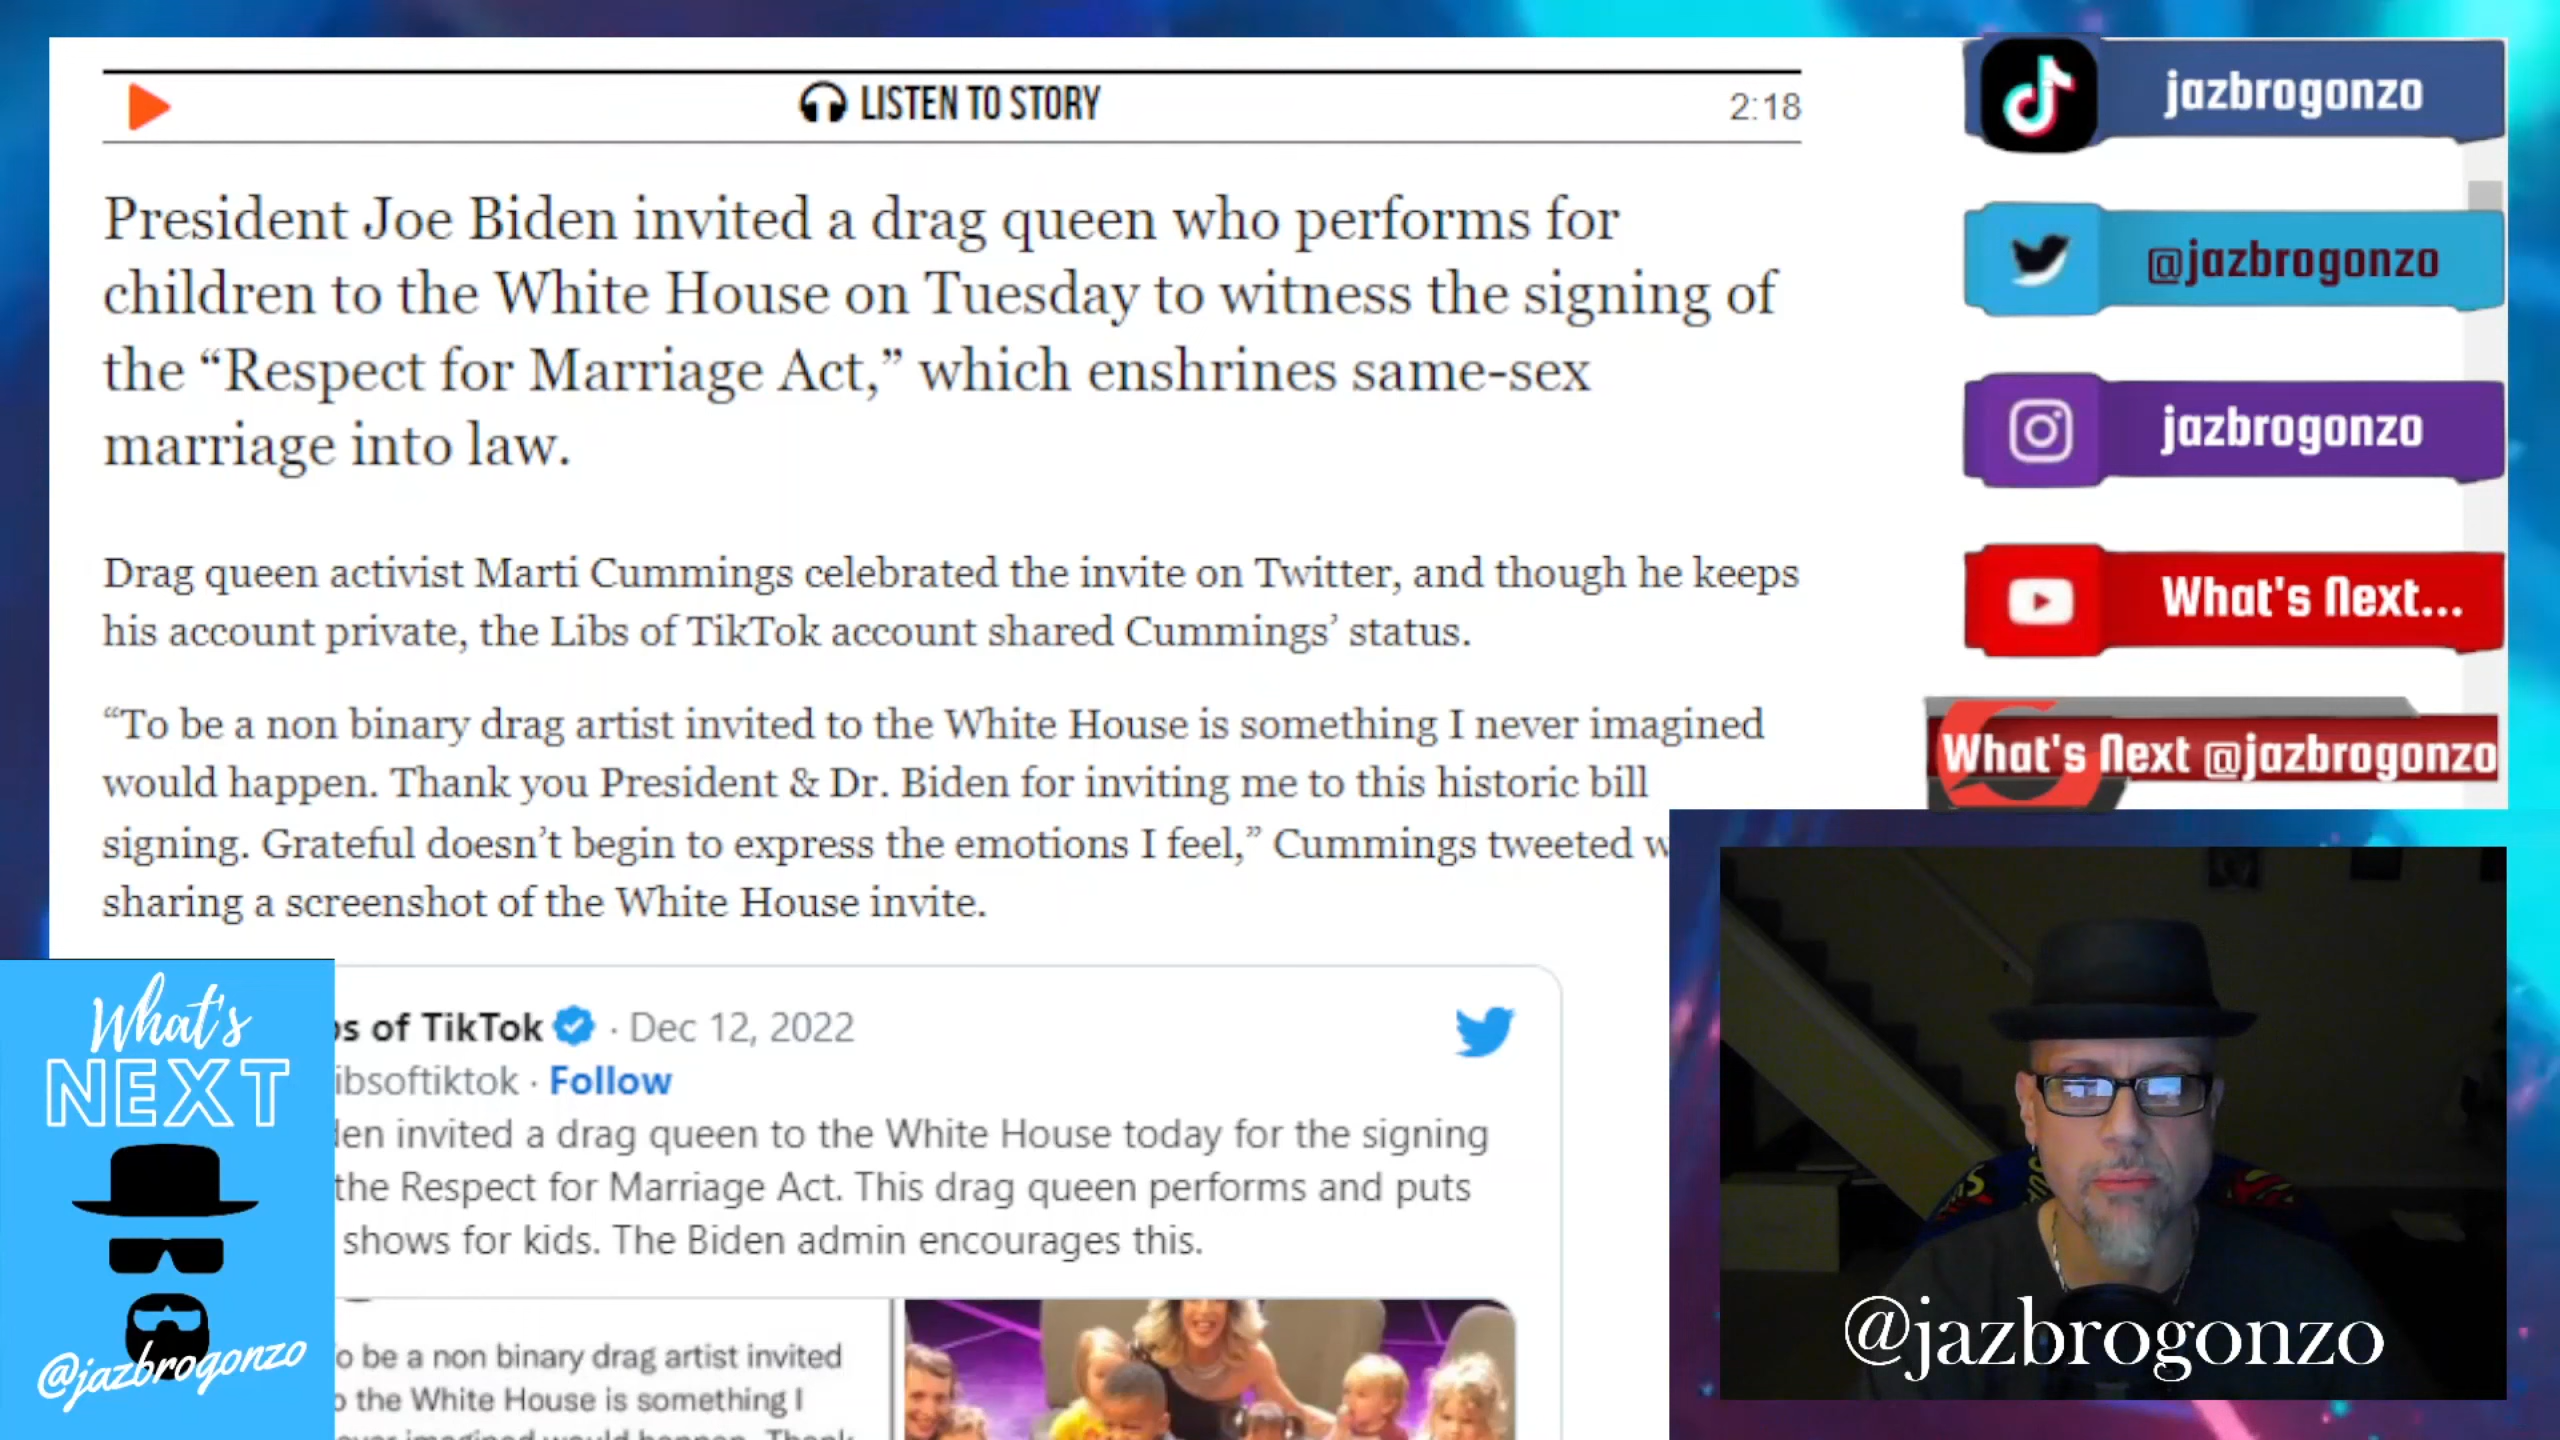 LISTEN TO STORY
2:18
President Joe Biden invited a drag queen who performs for
children to the White House on Tuesday to witness the signing of
the “Respect for Marriage Act,” which enshrines same-sex
marriage into law.
Drag queen activist Marti Cummings celebrated the invite on Twitter, and though he keeps
his account private, the Libs of TikTok account shared Cummings’ status.
“To be a non binary drag artist invited to the White House is something I never imagined
would happen. Thank you President & Dr. Biden for inviting me to this historic bill
signing. Grateful doesn’t begin to express the emotions I feel,” Cummings tweeted w
sharing a screenshot of the White House invite.
bs of TikTok · Dec 12, 2022
ibsoftiktok · Follow
den invited a drag queen to the White House today for the signing
the Respect for Marriage Act. This drag queen performs and puts
shows for kids. The Biden admin encourages this.
o be a non binary drag artist invited
o the White House is something I
ever imagined would happen. Thank
jazbrogonzo
@jazbrogonzo
jazbrogonzo
What's Next...
What's Next @jazbrogonzo
What's
NEXT
@jazbrogonzo
@jazbrogonzo